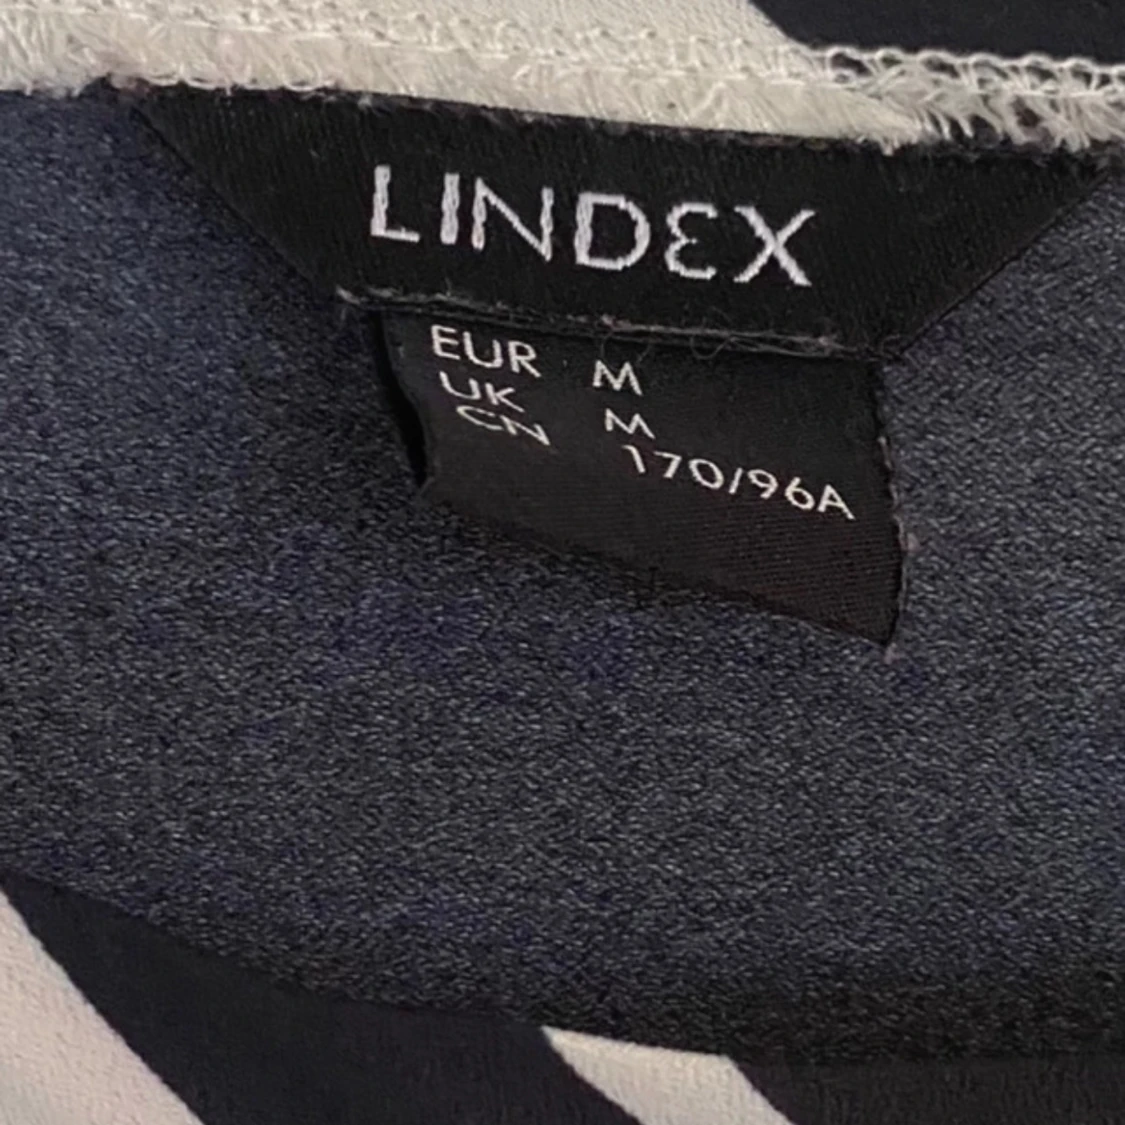 LINDEX
EUR M
UK M
CN 170/96A